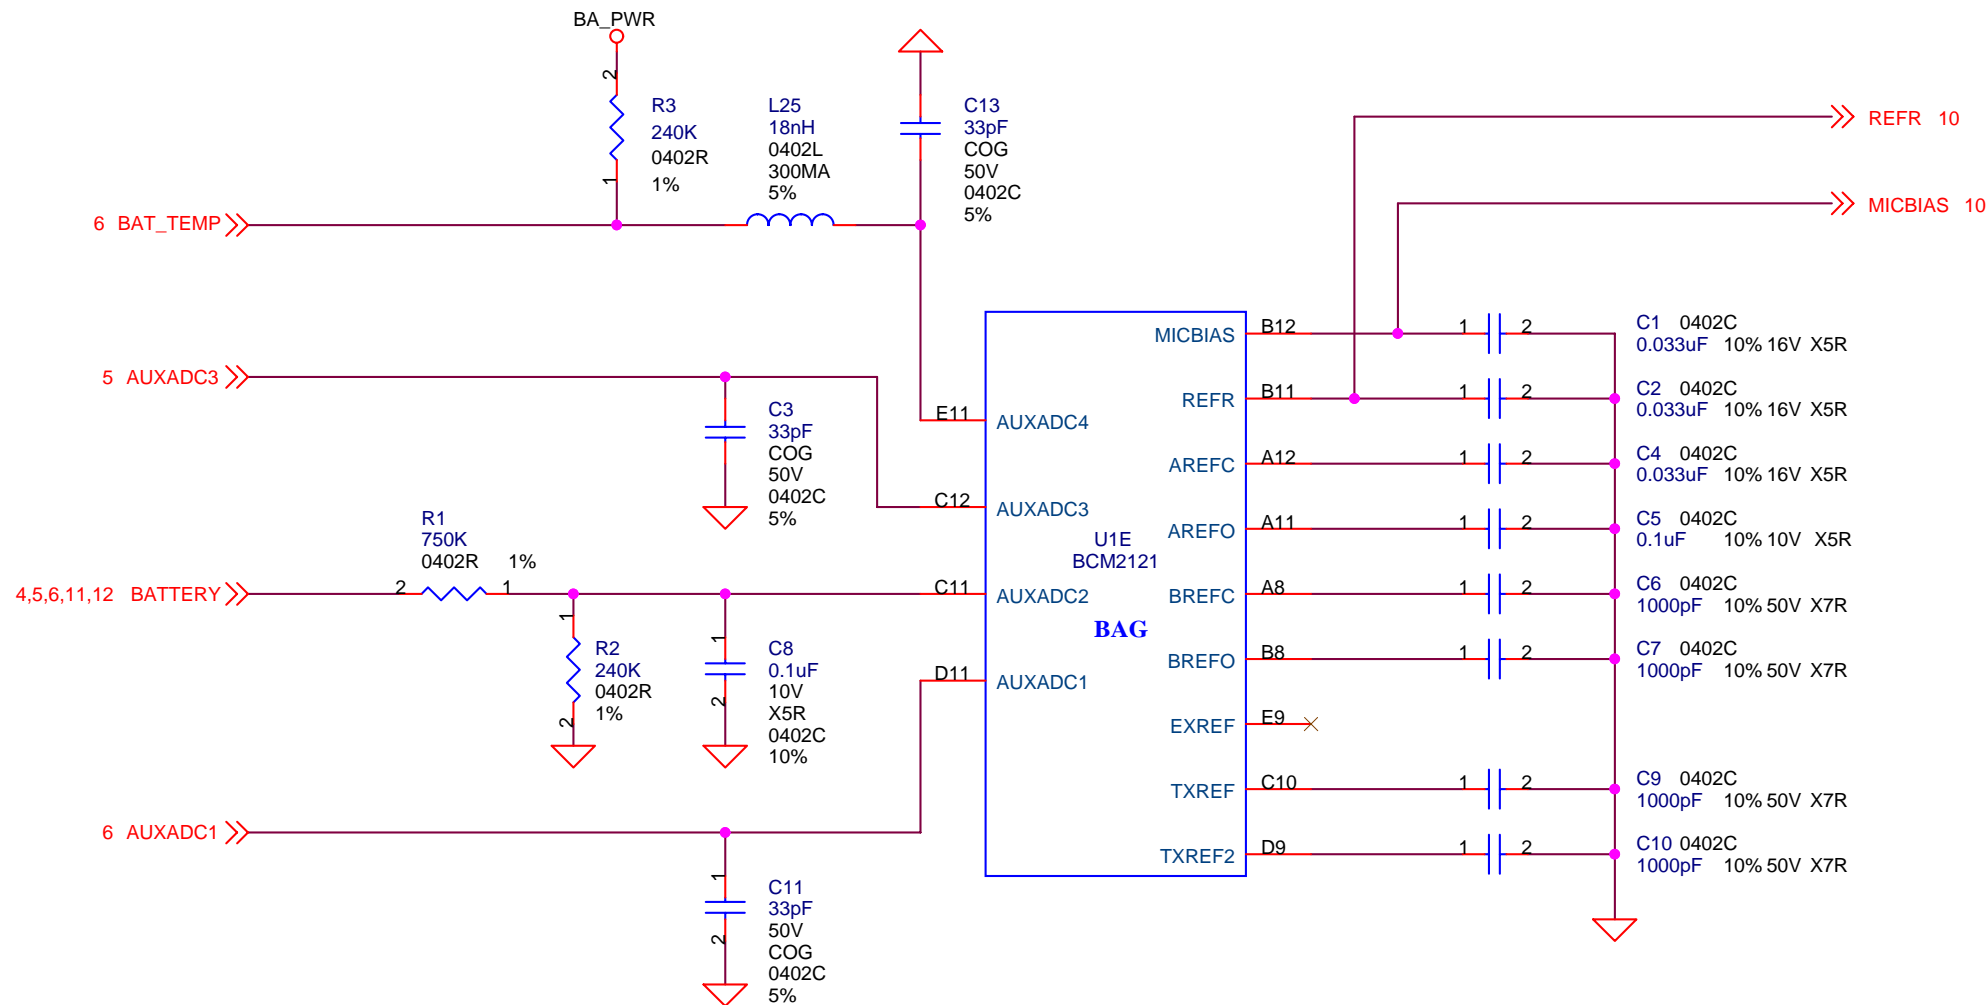 BA_PWR
2
R3
240K
0402R
1%
1
L25
18nH
0402L
300MA
5%
C13
33pF
COG
50V
0402C
5%
REFR 10
MICBIAS 10
6 BAT_TEMP
5 AUXADC3
C3
33pF
COG
50V
0402C
5%
R1
750K
0402R 1%
4,5,6,11,12 BATTERY
2
1
1
R2
240K
0402R
1%
2
1
C8
0.1uF
10V
X5R
0402C
10%
2
6 AUXADC1
1
C11
33pF
50V
COG
0402C
5%
2
E11 AUXADC4
C12 AUXADC3
C11 AUXADC2
D11 AUXADC1
U1E
BCM2121
BAG
MICBIAS B12 1 2
C1 0402C
0.033uF 10% 16V X5R
REFR B11 1 2
C2 0402C
0.033uF 10% 16V X5R
AREFC A12 1 2
C4 0402C
0.033uF 10% 16V X5R
AREFO A11 1 2
C5 0402C
0.1uF 10% 10V X5R
BREFC A8 1 2
C6 0402C
1000pF 10% 50V X7R
BREFO B8 1 2
C7 0402C
1000pF 10% 50V X7R
EXREF E9
TXREF C10 1 2
C9 0402C
1000pF 10% 50V X7R
TXREF2 D9 1 2
C10 0402C
1000pF 10% 50V X7R